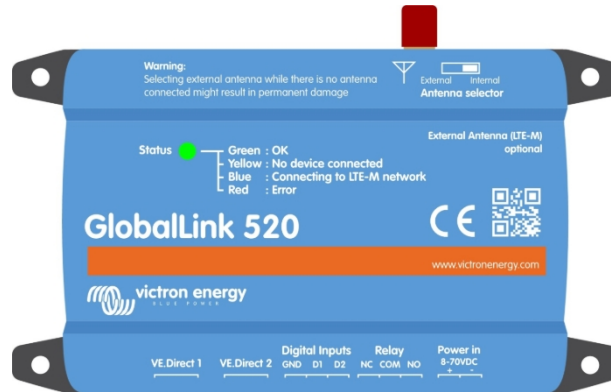 Warning:
Selecting external antenna while there is no antenna
connected might result in permanent damage
External Internal
Antenna selector
External Antenna (LTE-M)
optional
Status
Green : OK
Yellow : No device connected
Blue : Connecting to LTE-M network
Red : Error
GlobalLink 520
CE
www.victronenergy.com
victron energy
BLUE POWER
VE.Direct 1
VE.Direct 2
Digital Inputs
GND D1 D2
Relay
NC COM NO
Power in
8-70VDC
+ -